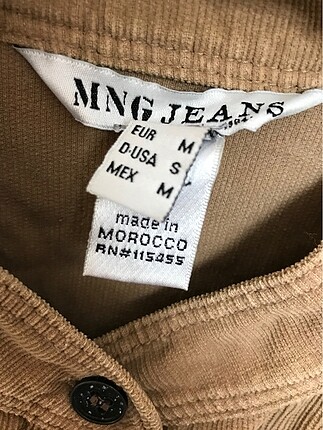 MNG JEANS
EUR M
D·USA S
MEX M
made in
MOROCCO
RN#115455